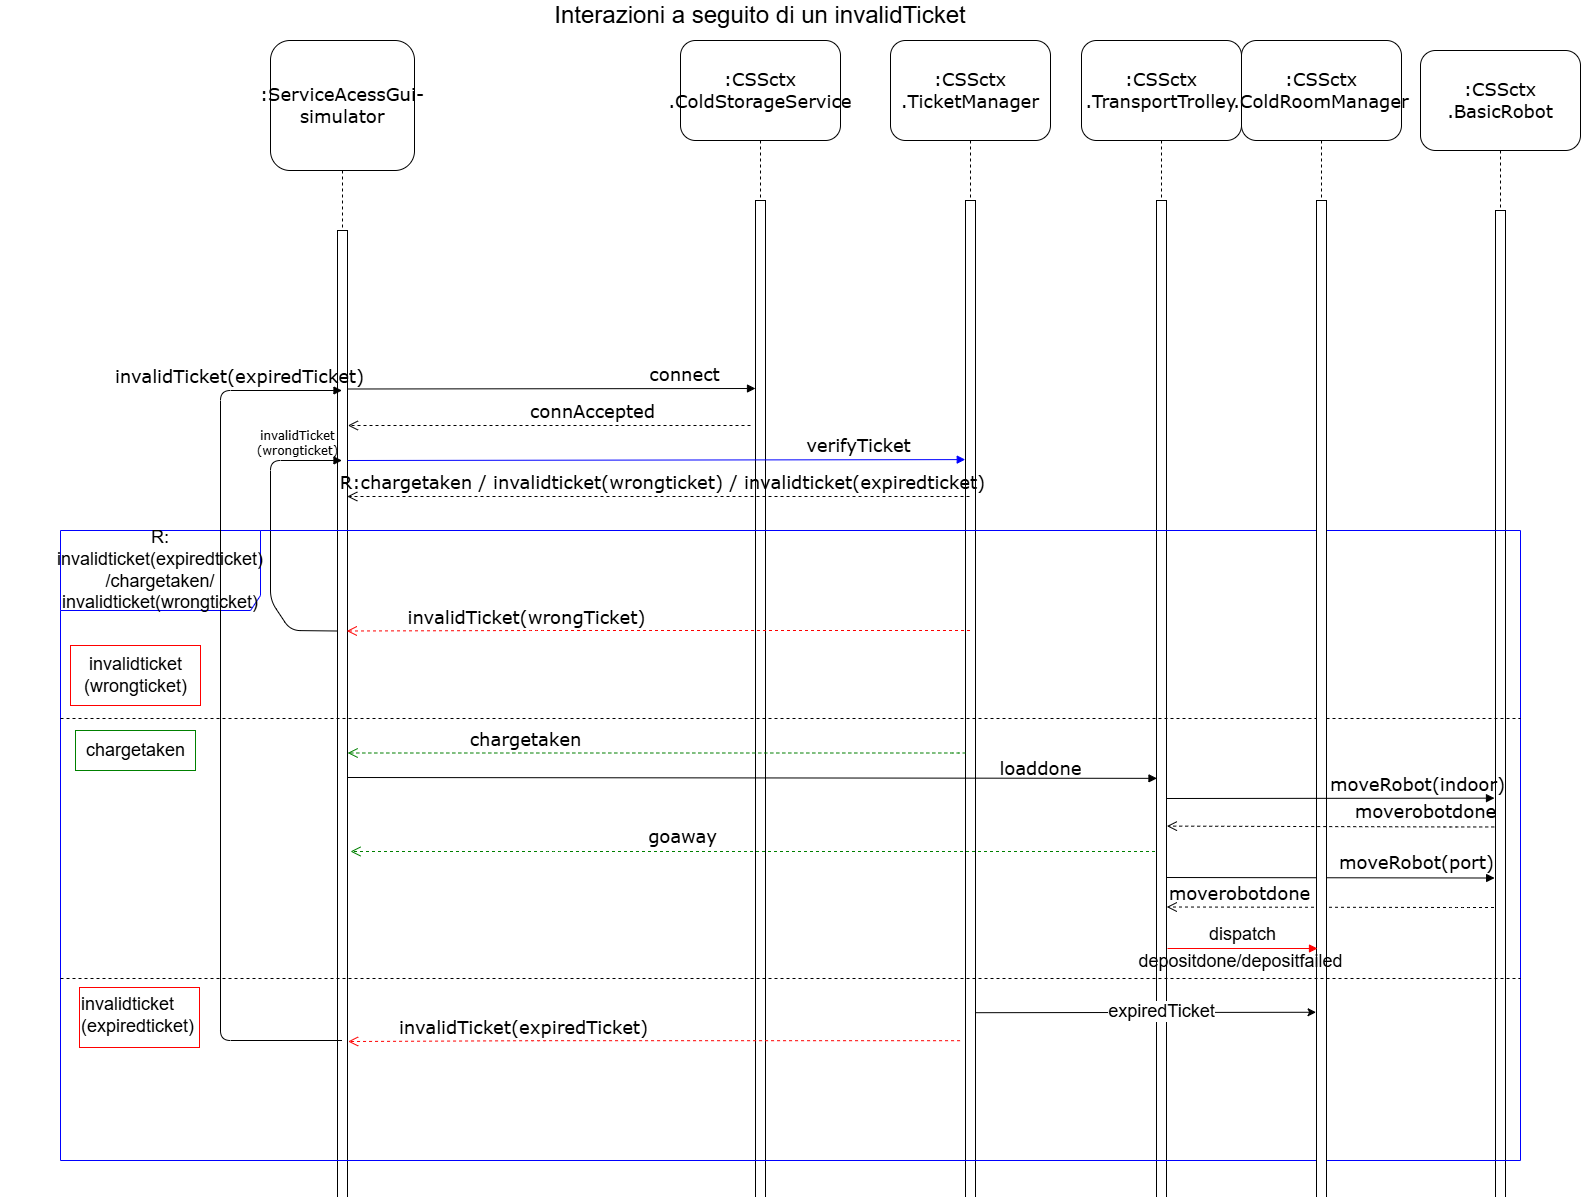 Interazioni a seguito di un invalidTicket
:ServiceAcessGui-
simulator
:CSSctx
.ColdStorageService
:CSSctx
.TicketManager
:CSSctx
.TransportTrolley
:CSSctx
.ColdRoomManager
:CSSctx
.BasicRobot
invalidTicket(expiredTicket)
connect
connAccepted
invalidTicket
(wrongticket)
verifyTicket
R:chargetaken / invalidticket(wrongticket) / invalidticket(expiredticket)
R:
invalidticket(expiredticket)
/chargetaken/
invalidticket(wrongticket)
invalidTicket(wrongTicket)
invalidticket
(wrongticket)
chargetaken
chargetaken
loaddone
moveRobot(indoor)
moverobotdone
goaway
moveRobot(port)
moverobotdone
dispatch
depositdone/depositfailed
invalidticket
(expiredticket)
expiredTicket
invalidTicket(expiredTicket)